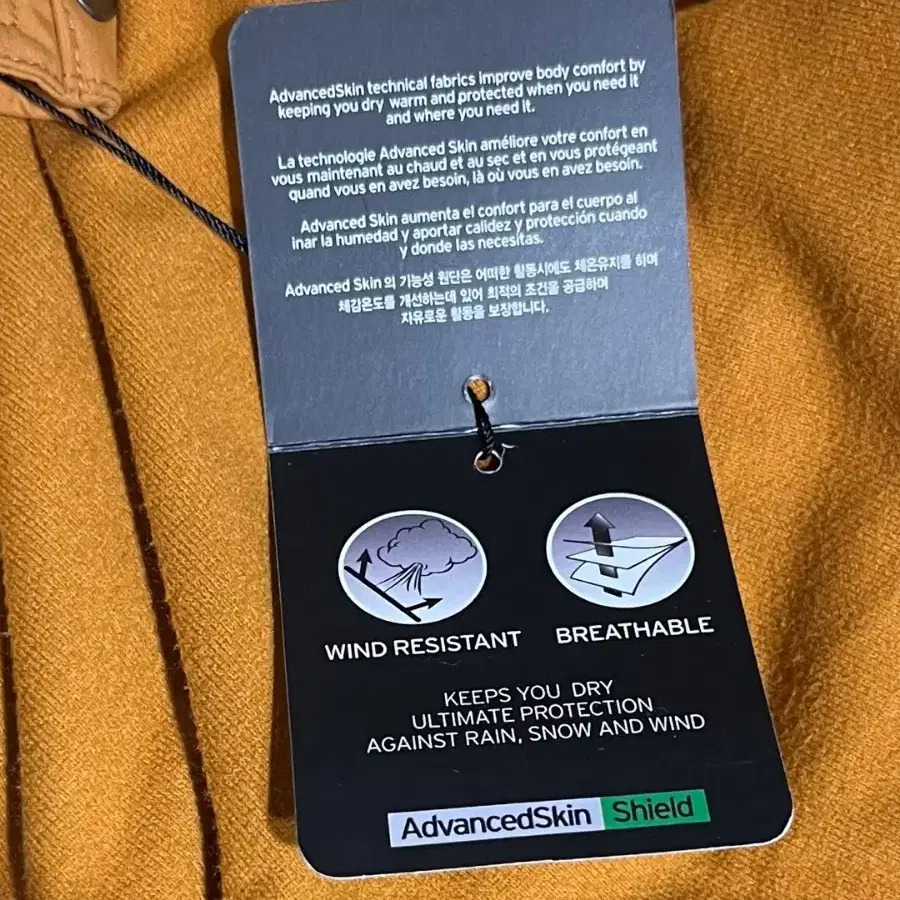 AdvancedSkin technical fabrics improve body comfort by
keeping you dry warm and protected when you need it
and where you need it.
La technologie Advanced Skin améliore votre confort en
vous maintenant au chaud et au sec et en vous protégeant
quand vous en avez besoin, là où vous en avez besoin.
Advanced Skin aumenta el confort para el cuerpo al
inar la humedad y aportar calidez y protección cuando
y donde las necesitas.
Advanced Skin의 기능성 원단은 어떠한 활동시에도 체온유지를 하며
체감온도를 개선하는데 있어 최적의 조건을 공급하여
자유로운 활동을 보장합니다.
WIND RESISTANT
BREATHABLE
KEEPS YOU DRY
ULTIMATE PROTECTION
AGAINST RAIN, SNOW AND WIND
AdvancedSkin Shield